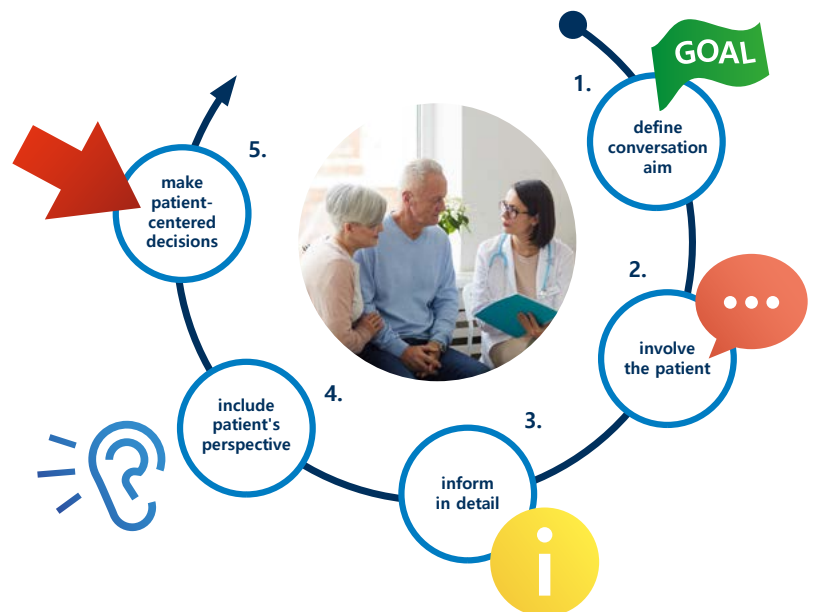 GOAL
1.
define
conversation
aim
2.
involve
the patient
3.
inform
in detail
i
4.
include
patient's
perspective
5.
make
patient-
centered
decisions